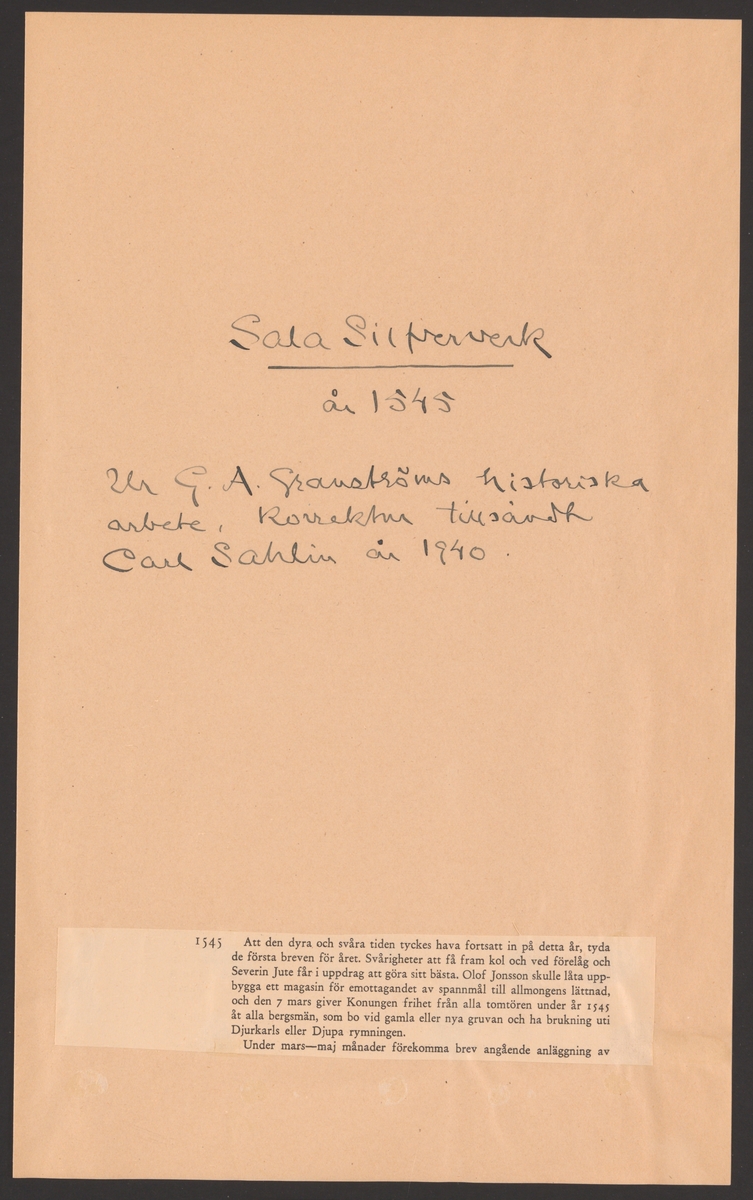 Sala Silfververk
år 1545
Ur G. A. Granströms historiska
arbete, korrektur tillsändt
Carl Sahlin år 1940.
1545 Att den dyra och svåra tiden tyckes hava fortsatt in på detta år, tyda
de första breven för året. Svårigheter att få fram kol och ved förelåg och
Severin Jute får i uppdrag att göra sitt bästa. Olof Jonsson skulle låta upp-
bygga ett magasin för emottagandet av spannmål till allmongens lättnad,
och den 7 mars giver Konungen frihet från alla tomtören under år 1545
åt alla bergsmän, som bo vid gamla eller nya gruvan och ha brukning uti
Djurkarls eller Djupa rymningen.
Under mars—maj månader förekomma brev angående anläggning av